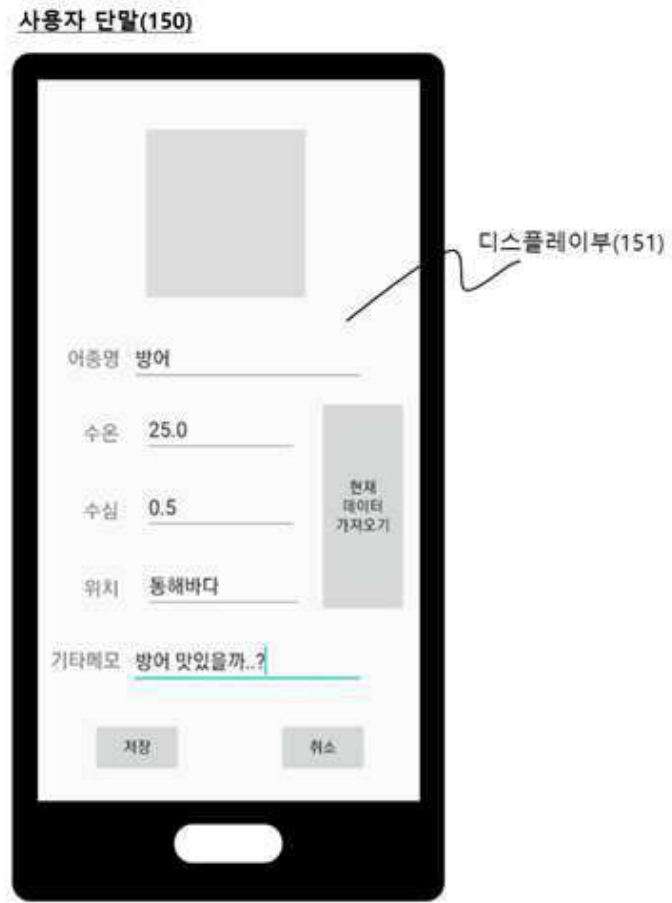 사용자 단말(150)
디스플레이부(151)
어종명 방어
수온 25.0
수심 0.5
현재
데이터
가져오기
위치 동해바다
기타메모 방어 맛있을까..?
저장 취소